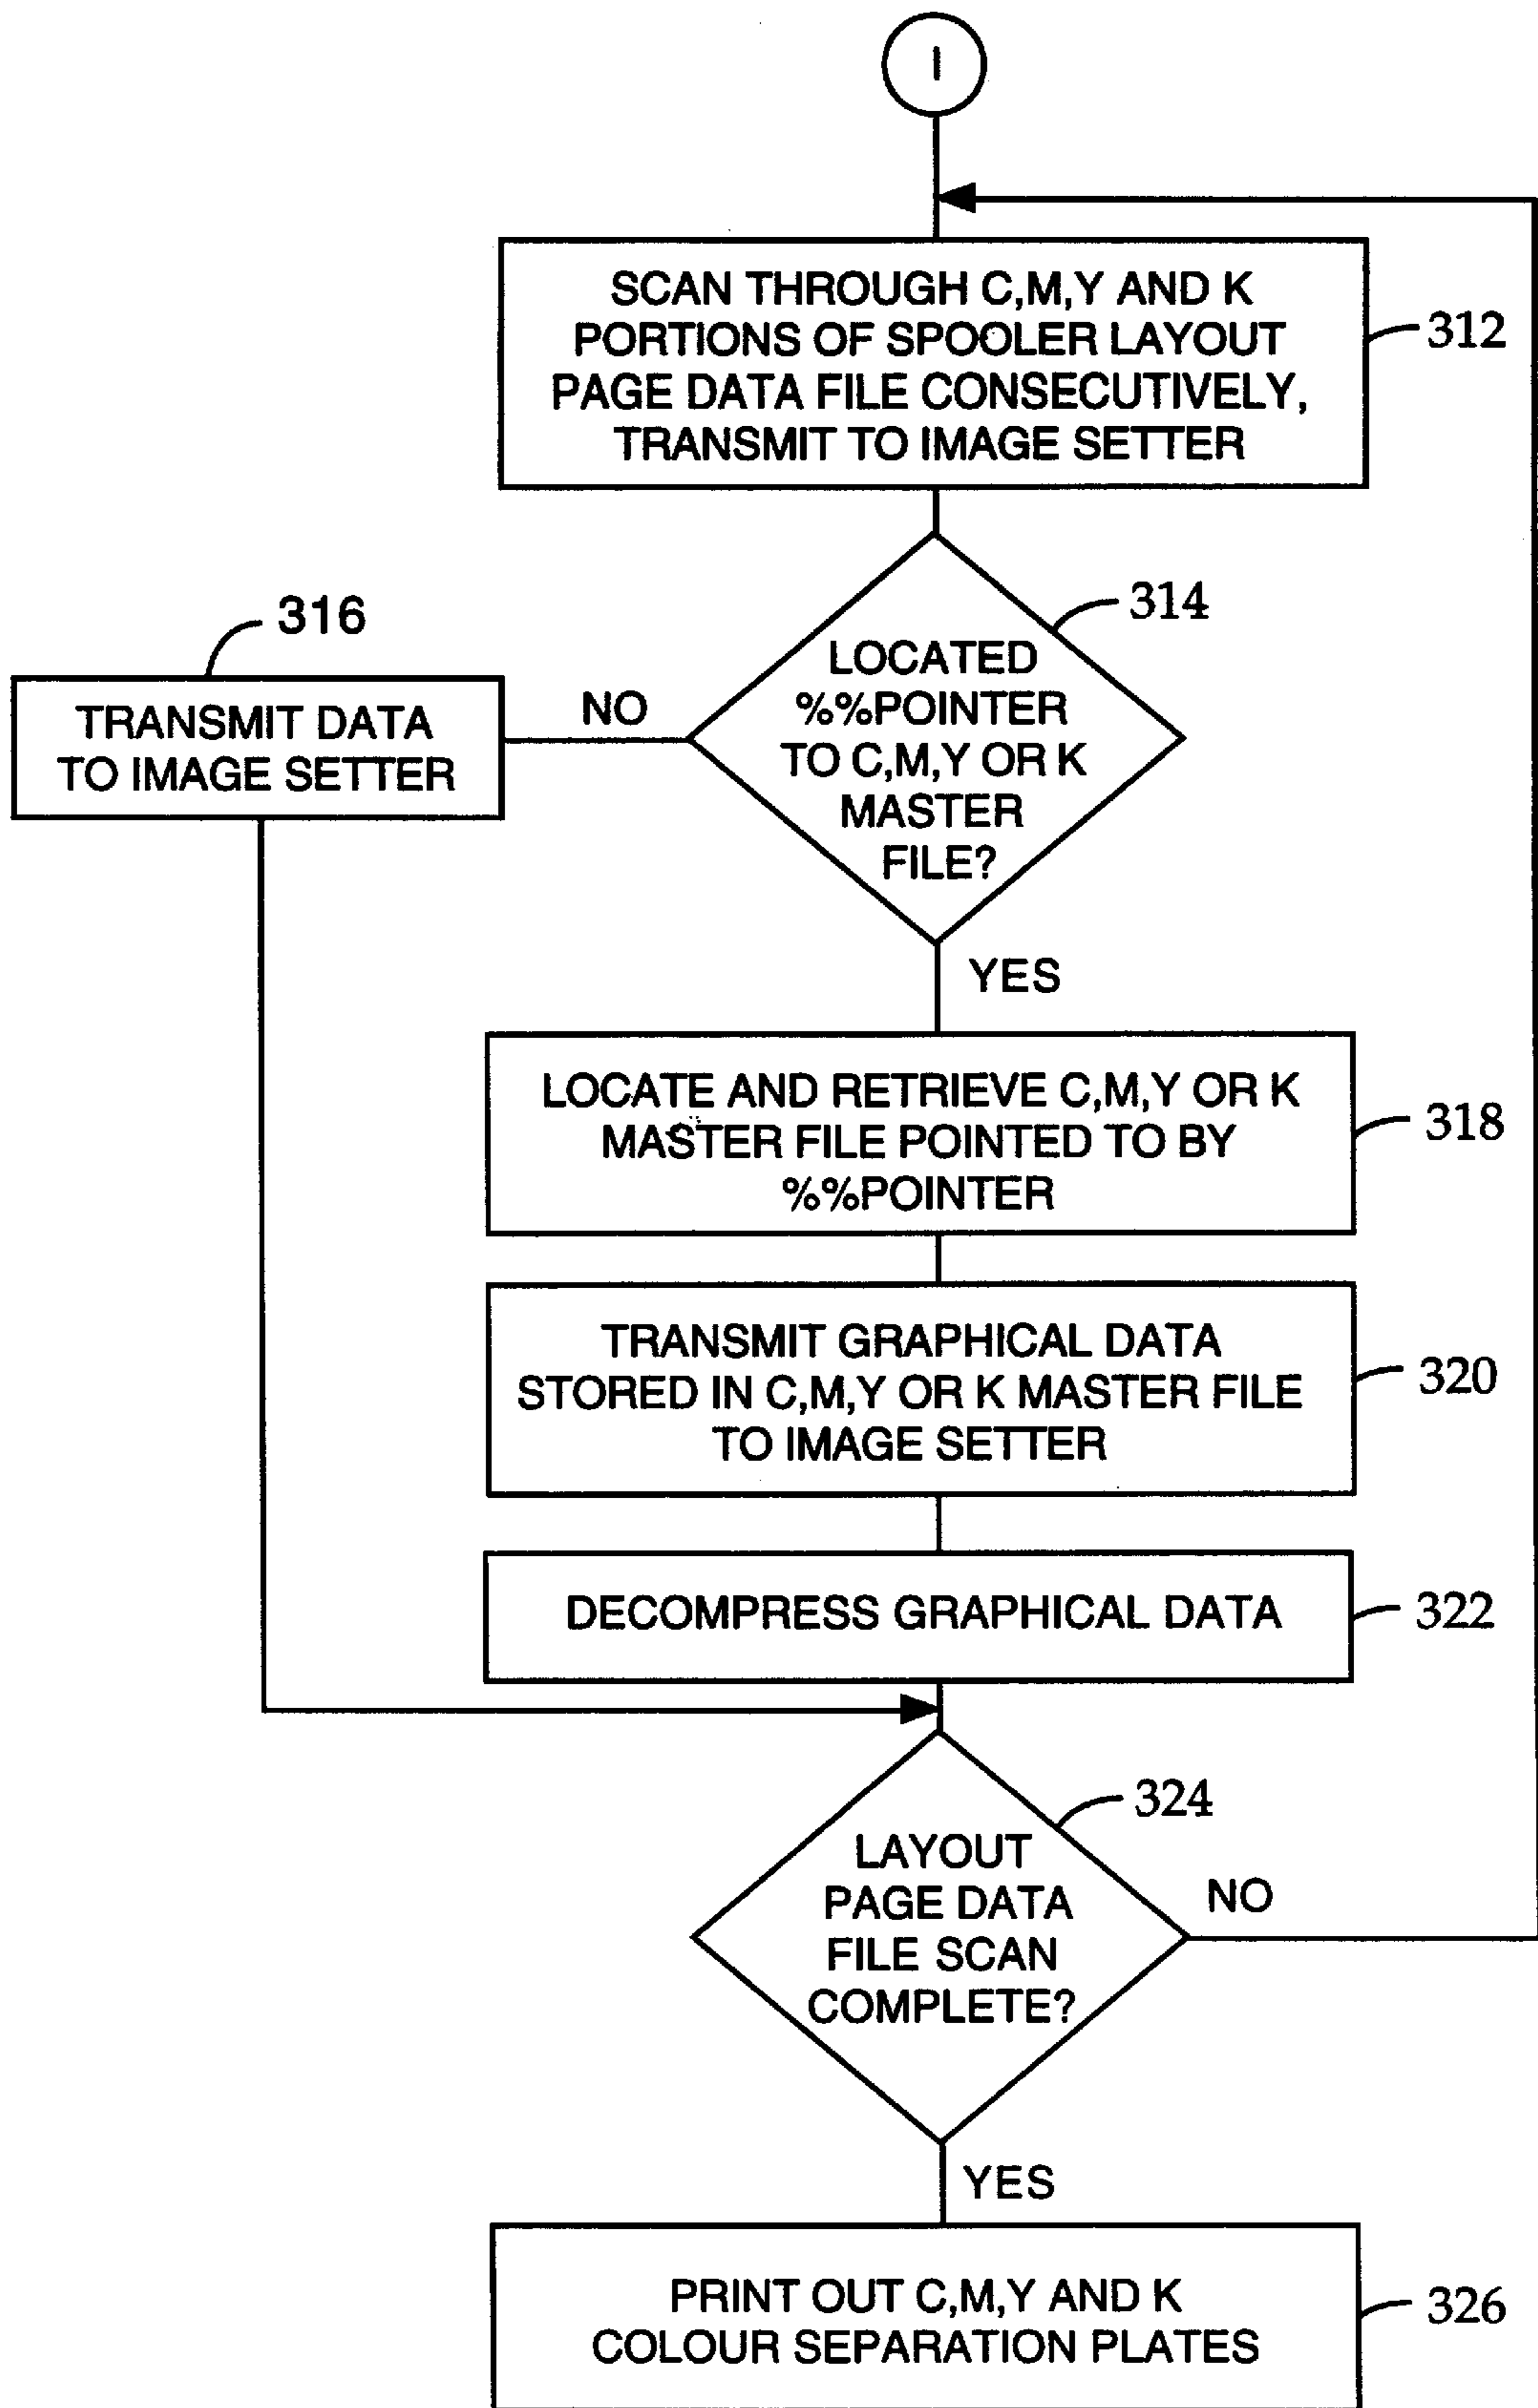 I
SCAN THROUGH C,M,Y AND K
PORTIONS OF SPOOLER LAYOUT
PAGE DATA FILE CONSECUTIVELY,
TRANSMIT TO IMAGE SETTER
312
314
LOCATED
%%POINTER
TO C,M,Y OR K
MASTER
FILE?
316
NO
TRANSMIT DATA
TO IMAGE SETTER
YES
LOCATE AND RETRIEVE C,M,Y OR K
MASTER FILE POINTED TO BY
%%POINTER
318
TRANSMIT GRAPHICAL DATA
STORED IN C,M,Y OR K MASTER FILE
TO IMAGE SETTER
320
DECOMPRESS GRAPHICAL DATA
322
324
LAYOUT
PAGE DATA
FILE SCAN
COMPLETE?
NO
YES
PRINT OUT C,M,Y AND K
COLOUR SEPARATION PLATES
326